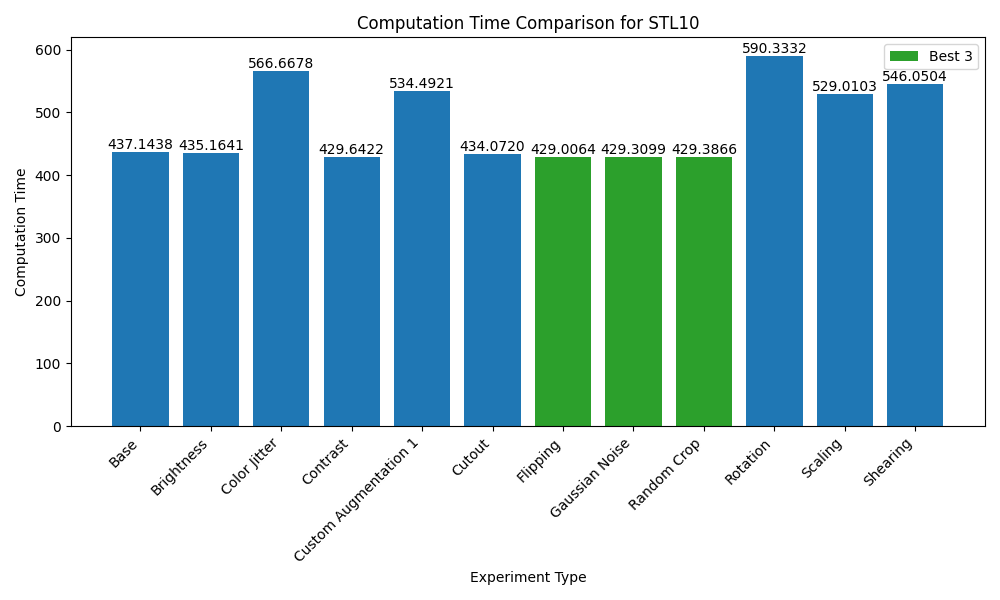 Computation Time Comparison for STL10
Best 3
600
500
400
300
200
100
0
Computation Time
437.1438
435.1641
566.6678
429.6422
534.4921
434.0720
429.0064
429.3099
429.3866
590.3332
529.0103
546.0504
Base
Brightness
Color Jitter
Contrast
Custom Augmentation 1
Cutout
Flipping
Gaussian Noise
Random Crop
Rotation
Scaling
Shearing
Experiment Type